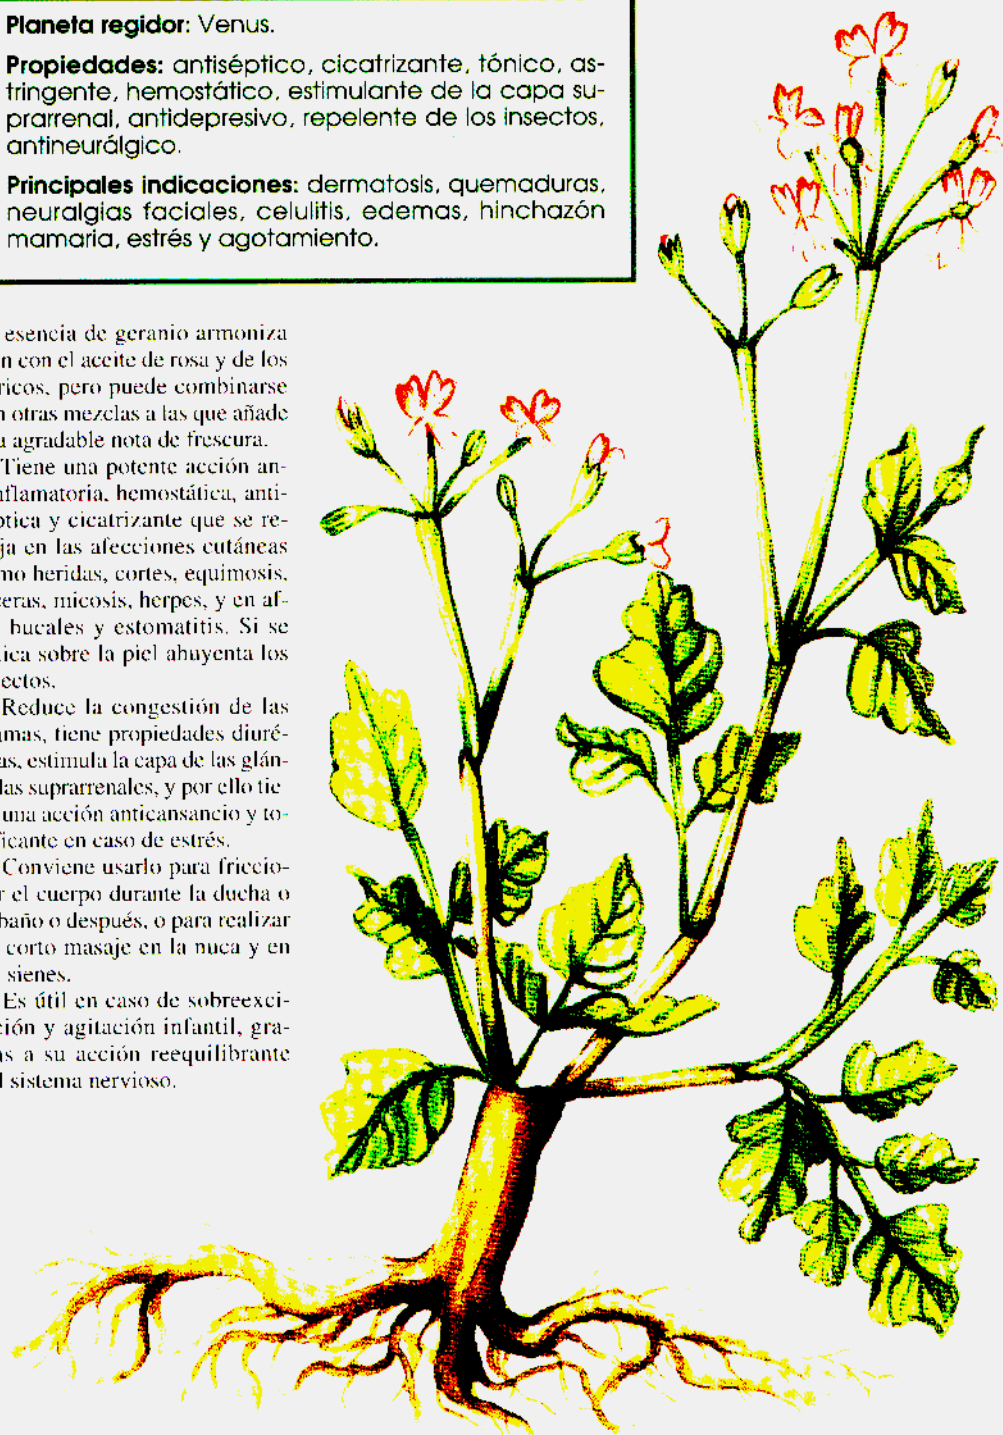 Planeta regidor: Venus.
Propiedades: antiséptico, cicatrizante, tónico, as-
tringente, hemostático, estimulante de la capa su-
prarrenal, antidepresivo, repelente de los insectos,
antineurálgico.
Principales indicaciones: dermatosis, quemaduras,
neuralgias faciales, celulitis, edemas, hinchazón
mamaria, estrés y agotamiento.
esencia de geranio armoniza
n con el aceite de rosa y de los
ricos, pero puede combinarse
n otras mezclas a las que añade
u agradable nota de frescura.
Tiene una potente acción an-
nflamatoria, hemostática, anti-
ptica y cicatrizante que se re-
ja en las afecciones cutáneas
mo heridas, cortes, equimosis,
ceras, micosis, herpes, y en af-
bucales y estomatitis. Si se
lica sobre la piel ahuyenta los
ectos.
Reduce la congestión de las
amas, tiene propiedades diuré-
as, estimula la capa de las glán-
las suprarrenales, y por ello tie
una acción anticansancio y to-
ficante en caso de estrés.
Conviene usarlo para friccio-
r el cuerpo durante la ducha o
baño o después, o para realizar
corto masaje en la nuca y en
sienes.
Es útil en caso de sobreexci-
ción y agitación infantil, gra-
as a su acción reequilibrante
l sistema nervioso.